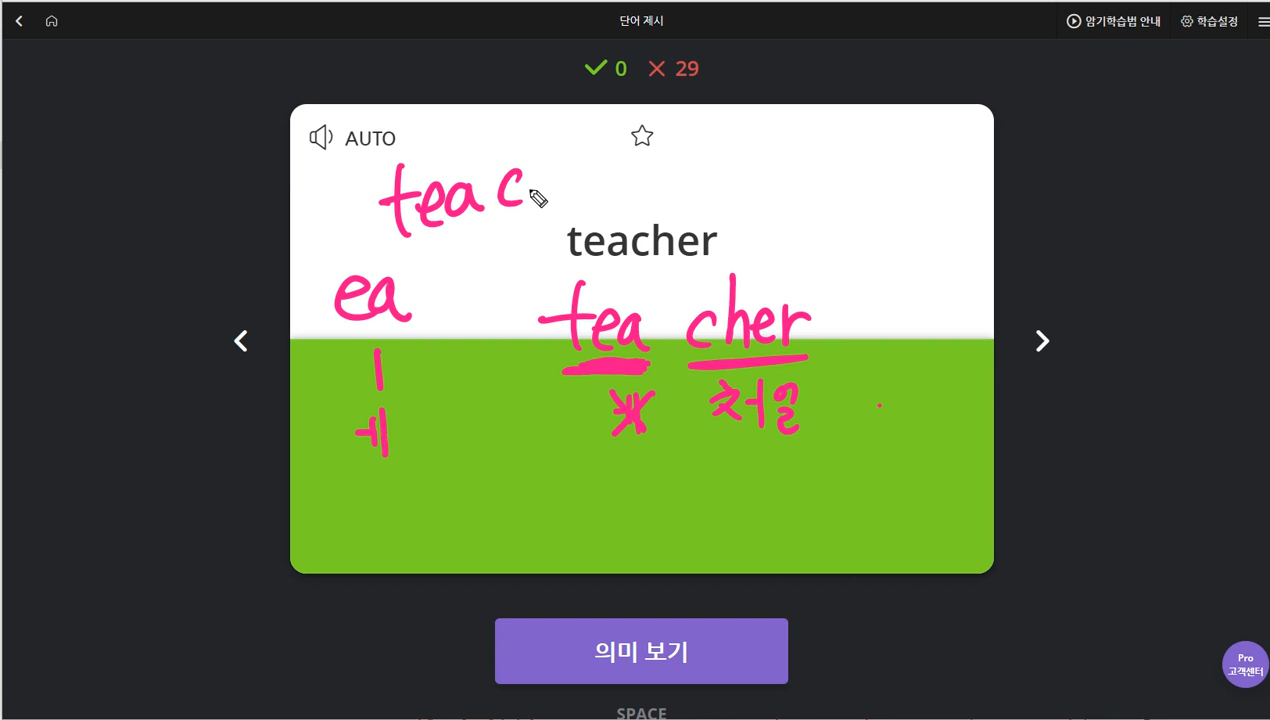 단어 제시
암기학습법 안내
학습설정
0
29
AUTO
teac
teacher
ea
tea cher
ㅣ
ㅔ
처얼
의미 보기
SPACE
Pro
고객센터